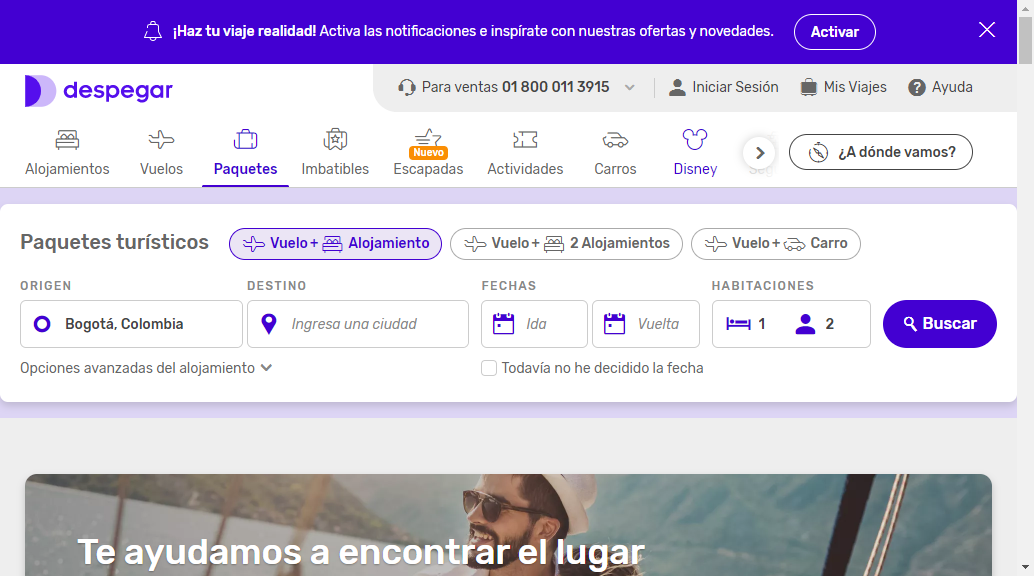 ¡Haz tu viaje realidad! Activa las notificaciones e inspírate con nuestras ofertas y novedades.
Activar
despegar
Para ventas 01 800 011 3915
Iniciar Sesión
Mis Viajes
Ayuda
Alojamientos
Vuelos
Paquetes
Imbatibles
Nuevo
Escapadas
Actividades
Carros
Disney
¿A dónde vamos?
Paquetes turísticos
Vuelo + Alojamiento
Vuelo + 2 Alojamientos
Vuelo + Carro
ORIGEN
DESTINO
FECHAS
HABITACIONES
Bogotá, Colombia
Ingresa una ciudad
Ida
Vuelta
1
2
Buscar
Opciones avanzadas del alojamiento
Todavía no he decidido la fecha
Te ayudamos a encontrar el lugar